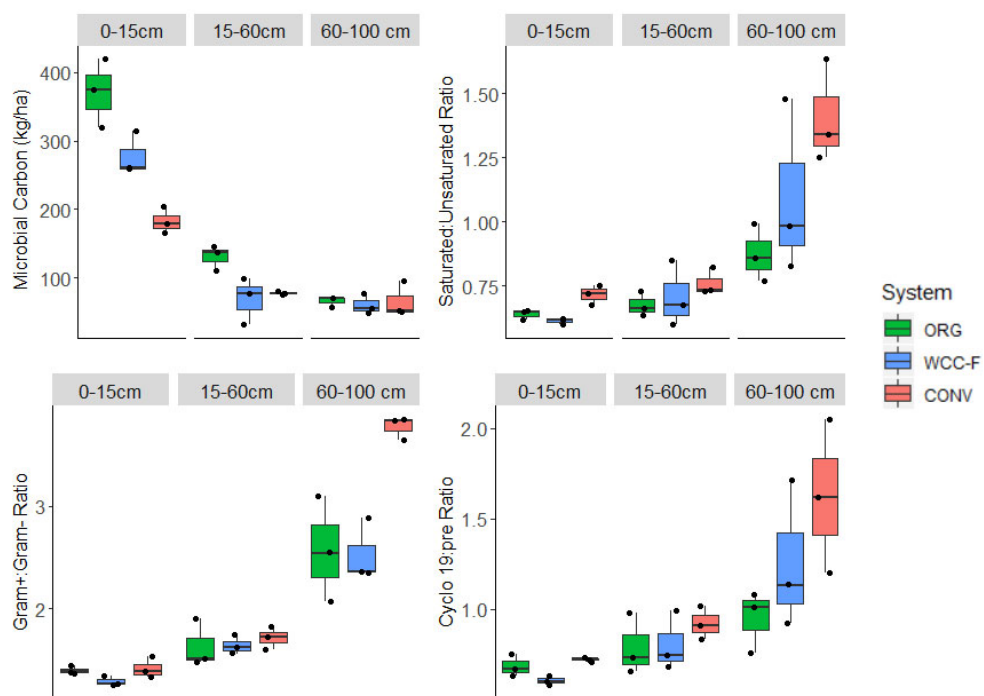 0-15cm 15-60cm 60-100 cm
Microbial Carbon (kg/ha)
400
300
200
100
0-15cm 15-60cm 60-100 cm
Saturated:Unsaturated Ratio
1.50
1.25
1.00
0.75
System
ORG
WCC-F
CONV
0-15cm 15-60cm 60-100 cm
Gram+:Gram- Ratio
3
2
0-15cm 15-60cm 60-100 cm
Cyclo 19:pre Ratio
2.0
1.5
1.0